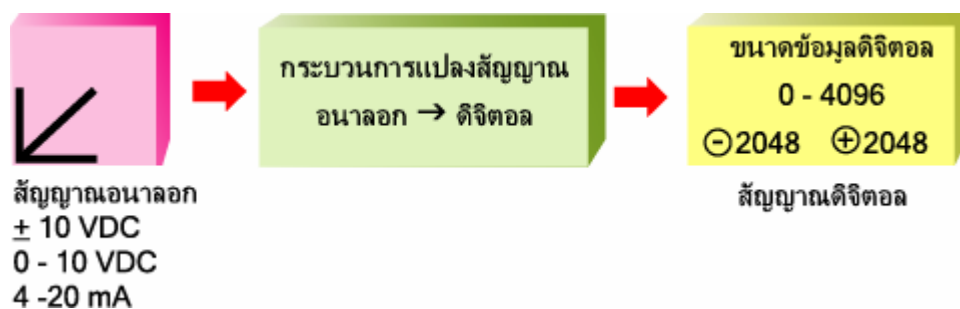 สัญญาณอนาลอก
± 10 VDC
0 - 10 VDC
4 -20 mA
กระบวนการแปลงสัญญาณ
อนาลอก → ดิจิตอล
ขนาดข้อมูลดิจิตอล
0 - 4096
⊖2048 ⊕2048
สัญญาณดิจิตอล